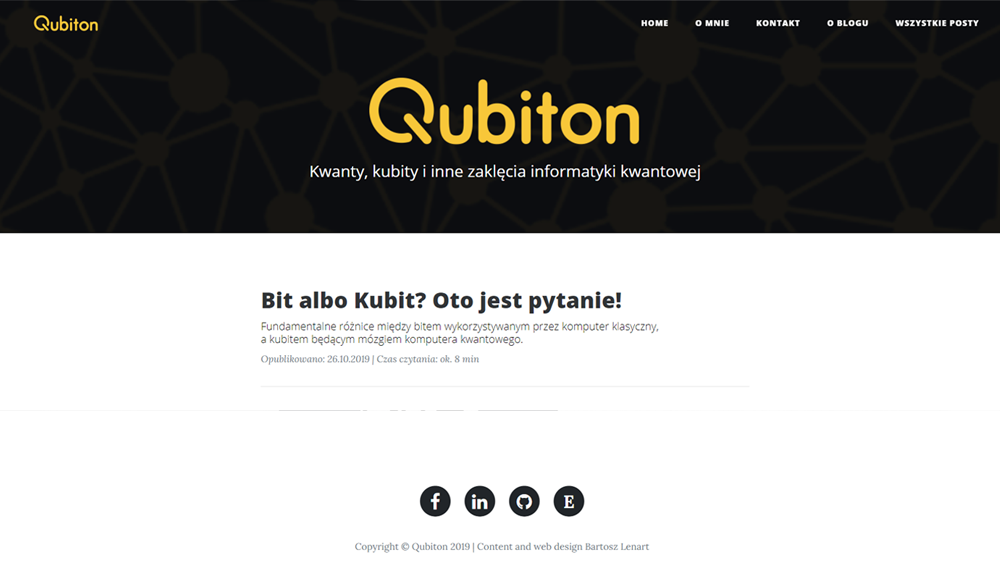 Qubiton
HOME
O MNIE
KONTAKT
O BLOGU
WSZYSTKIE POSTY
Qubiton
Kwanty, kubity i inne zaklęcia informatyki kwantowej
Bit albo Kubit? Oto jest pytanie!
Fundamentalne różnice między bitem wykorzystywanym przez komputer klasyczny,
a kubitem będącym mózgiem komputera kwantowego.
Opublikowano: 26.10.2019 | Czas czytania: ok. 8 min
Copyright © Qubiton 2019 | Content and web design Bartosz Lenart